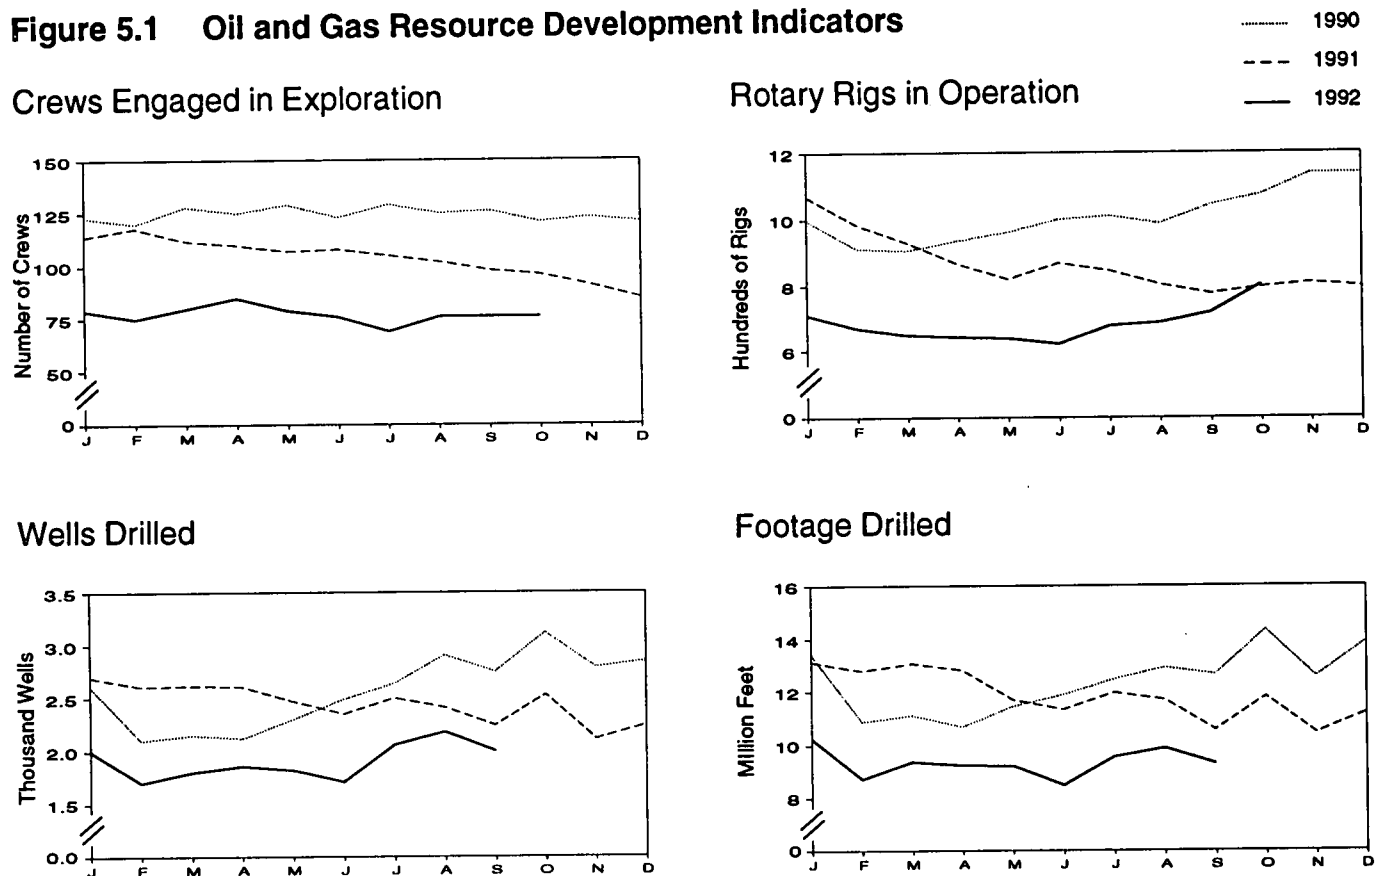 Figure 5.1 Oil and Gas Resource Development Indicators
1990
1991
1992
Crews Engaged in Exploration
Number of Crews
150
125
100
75
50
0
J F M A M J J A S O N D
Rotary Rigs in Operation
Hundreds of Rigs
12
10
8
6
0
J F M A M J J A S O N D
Wells Drilled
Thousand Wells
3.5
3.0
2.5
2.0
1.5
0.0
J F M A M J J A S O N D
Footage Drilled
Million Feet
16
14
12
10
8
0
J F M A M J J A S O N D